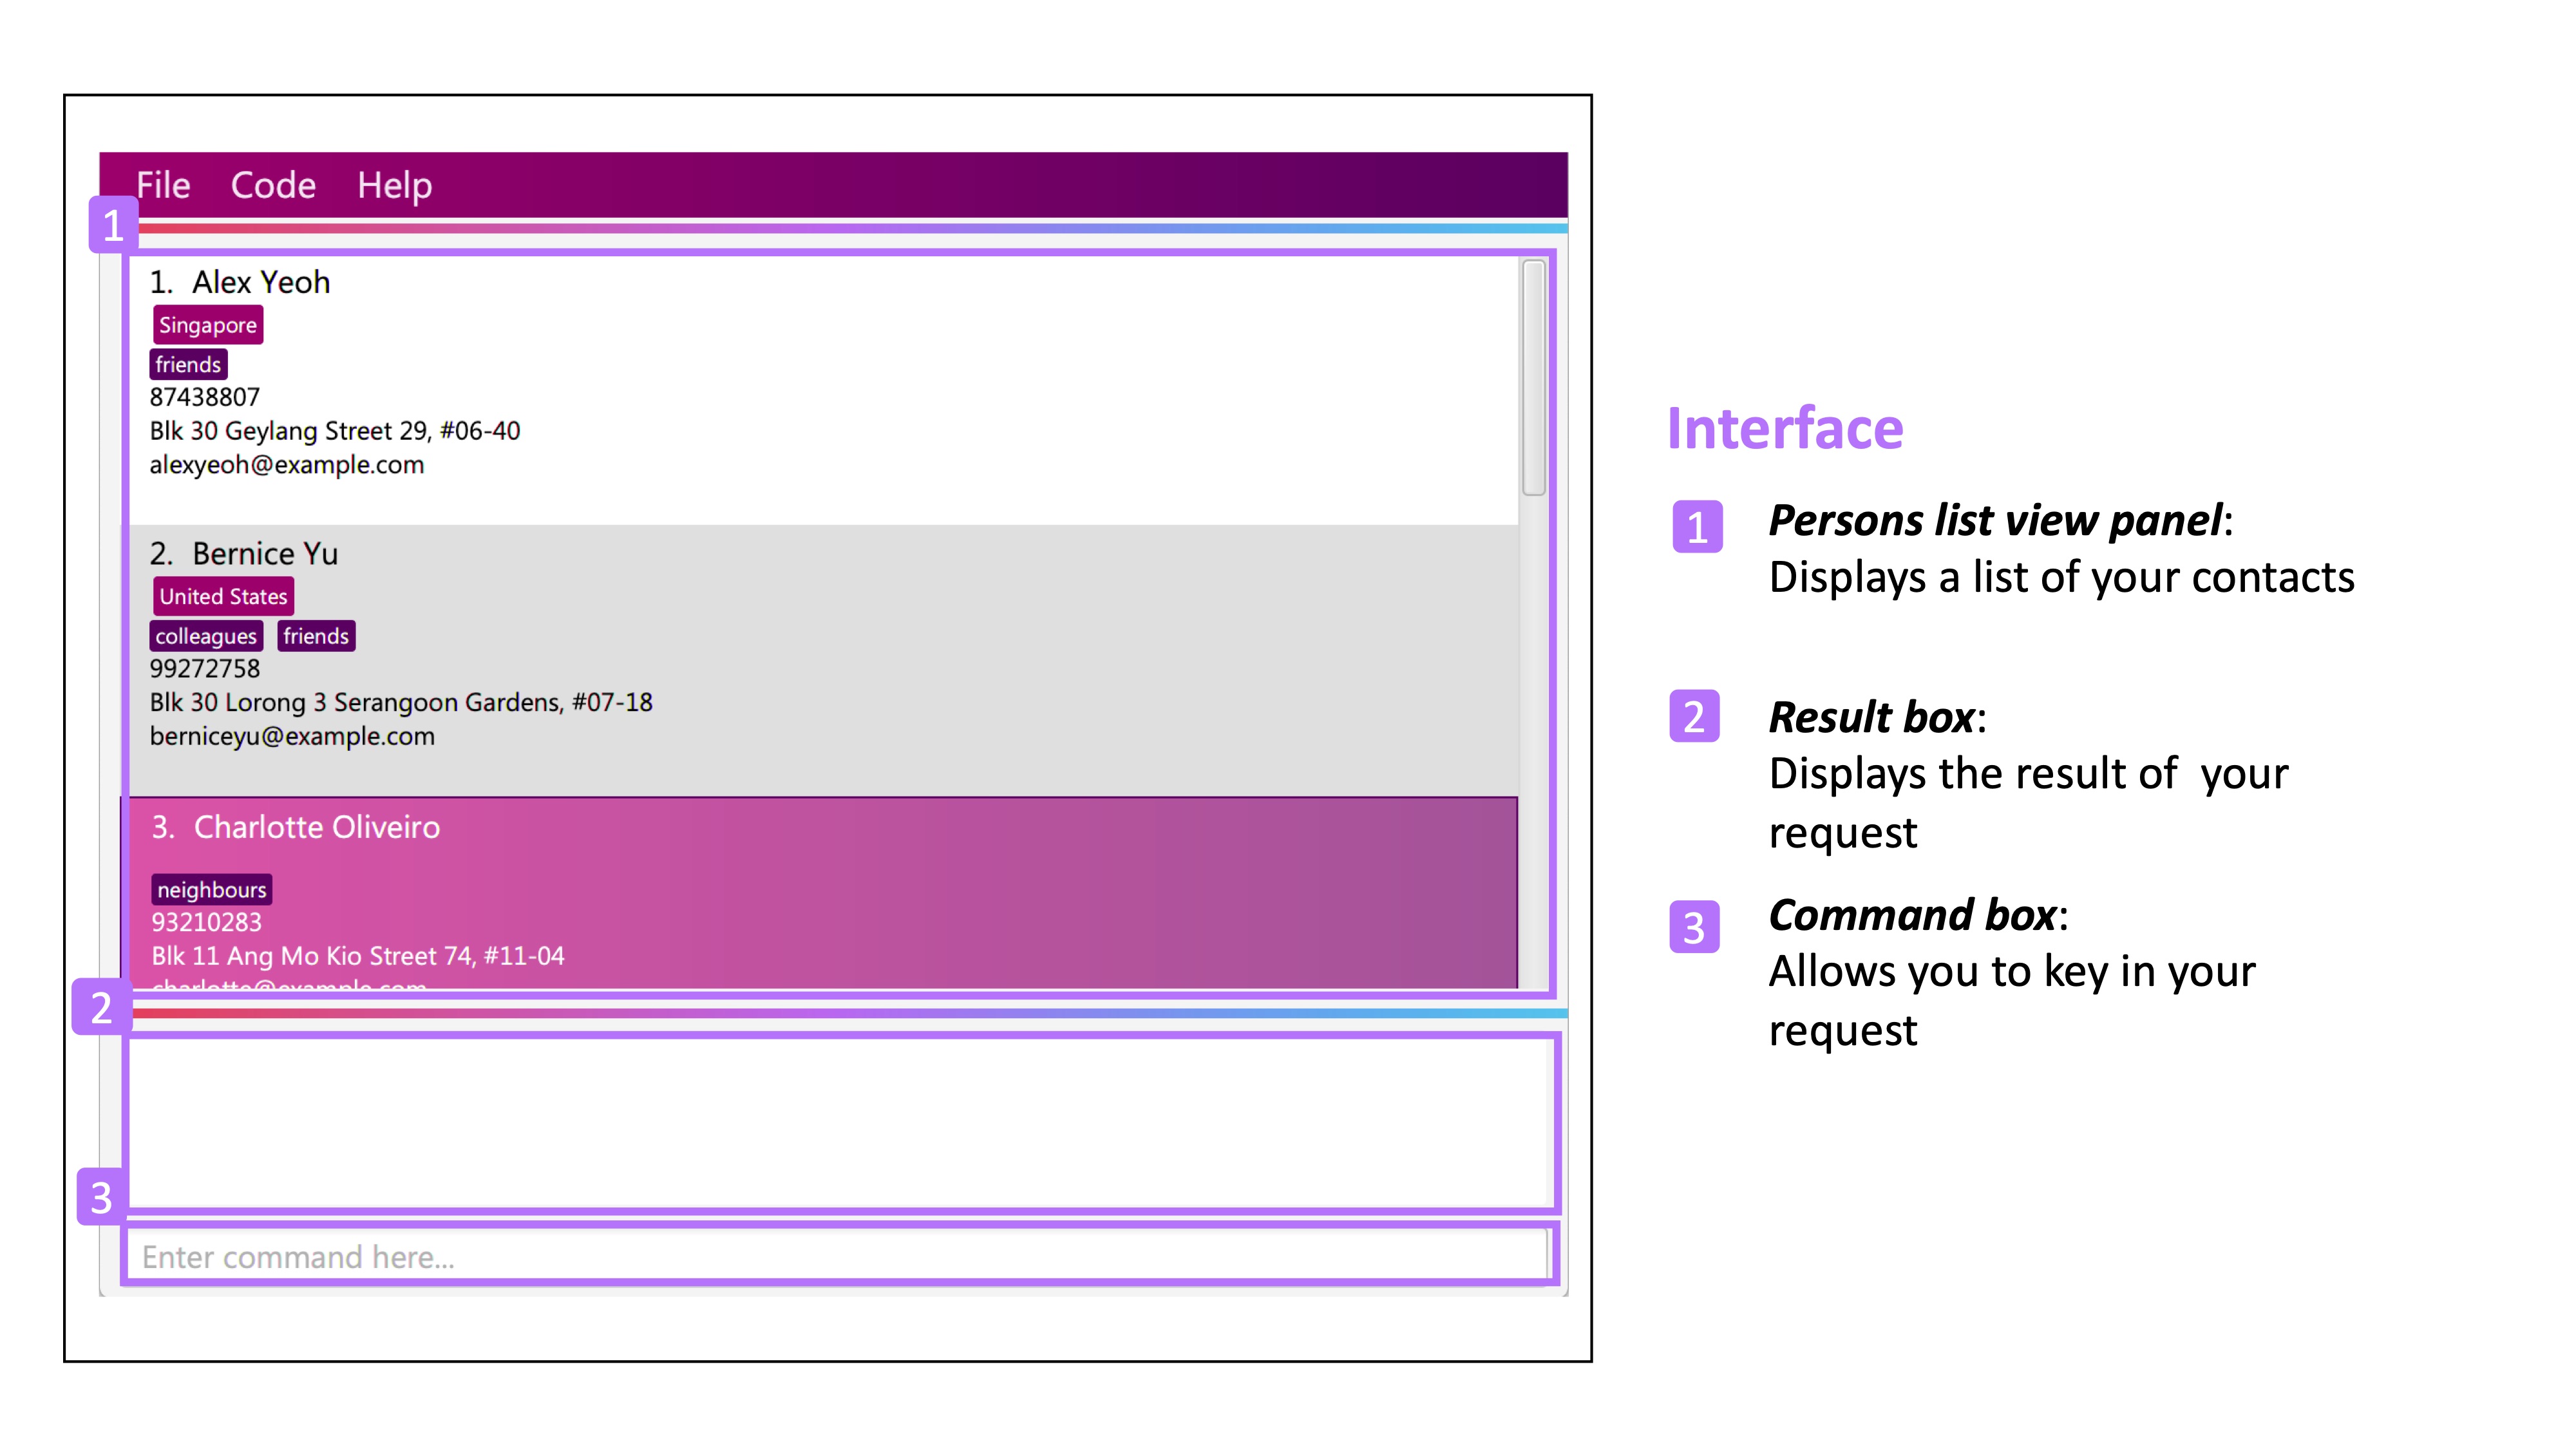 File Code Help
1
1. Alex Yeoh
Singapore
friends
87438807
Blk 30 Geylang Street 29, #06-40
alexyeoh@example.com
2. Bernice Yu
United States
colleagues friends
99272758
Blk 30 Lorong 3 Serangoon Gardens, #07-18
berniceyu@example.com
3. Charlotte Oliveiro
neighbours
93210283
Blk 11 Ang Mo Kio Street 74, #11-04
charlotte@example.com
2
3
Enter command here...
Interface
1 Persons list view panel:
Displays a list of your contacts
2 Result box:
Displays the result of  your
request
3 Command box:
Allows you to key in your
request